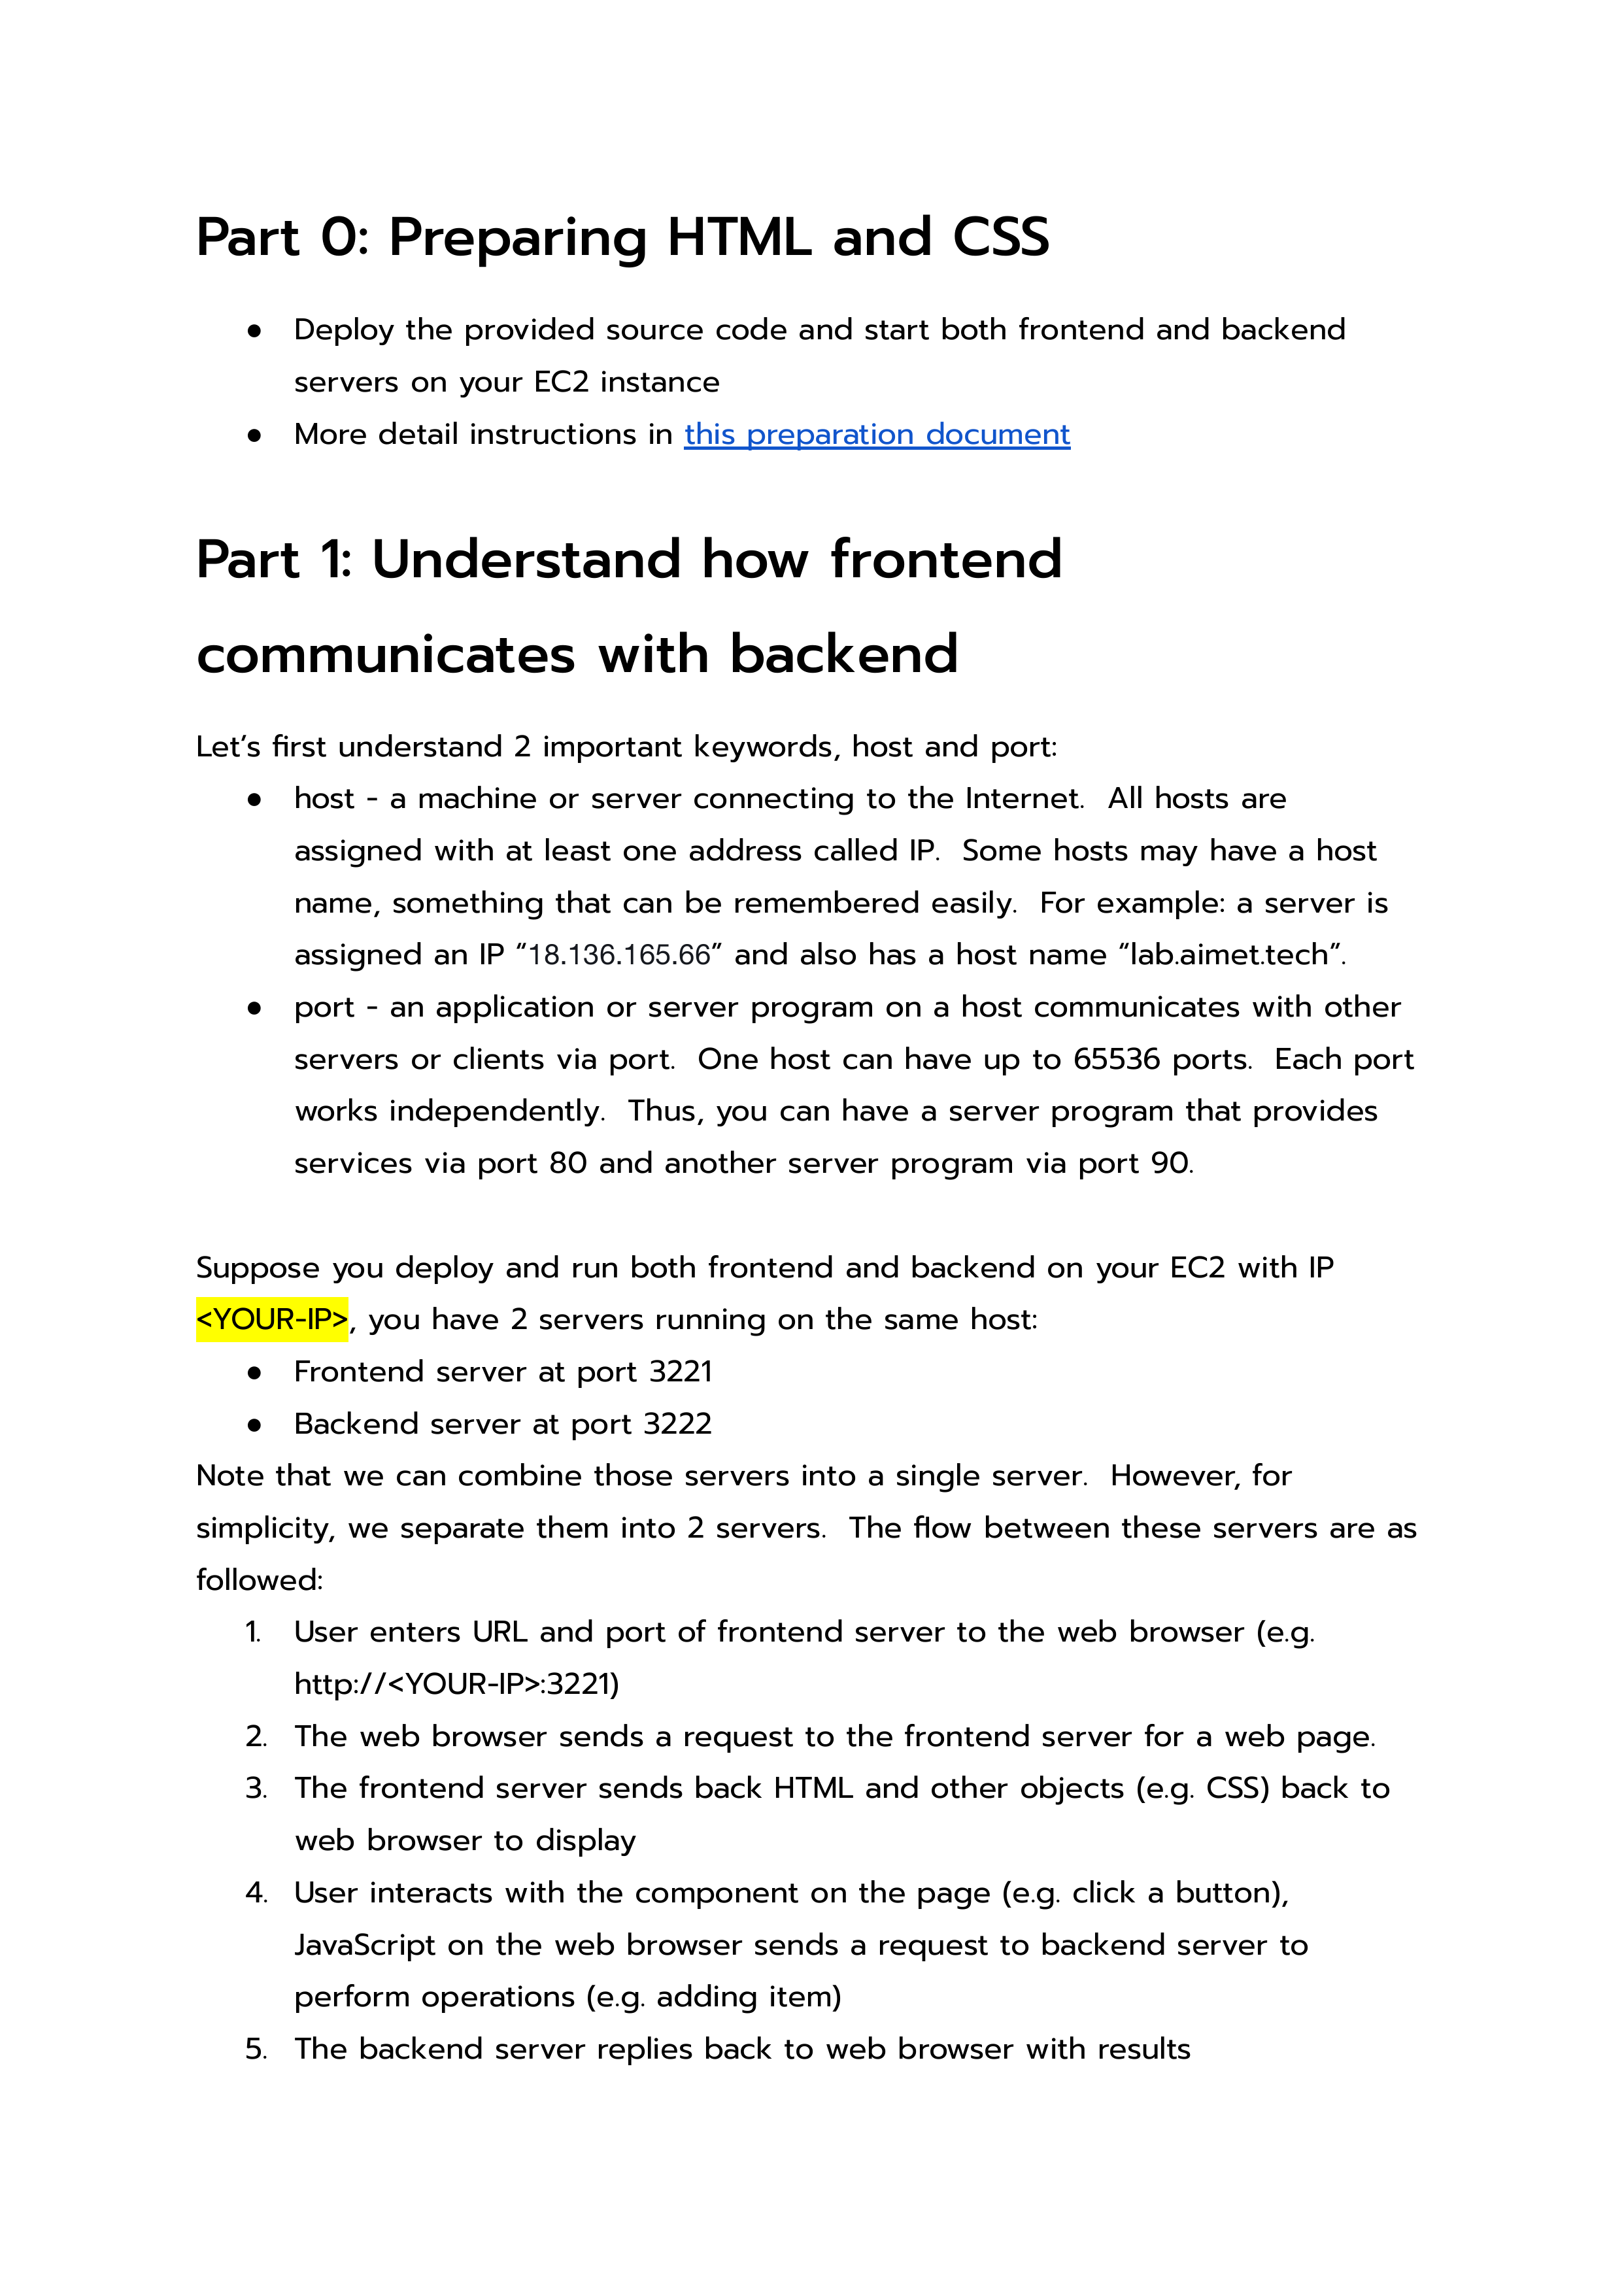 Part 0: Preparing HTML and CSS
● Deploy the provided source code and start both frontend and backend
servers on your EC2 instance
● More detail instructions in this preparation document
Part 1: Understand how frontend
communicates with backend
Let’s first understand 2 important keywords, host and port:
● host - a machine or server connecting to the Internet.  All hosts are
assigned with at least one address called IP.  Some hosts may have a host
name, something that can be remembered easily.  For example: a server is
assigned an IP “18.136.165.66” and also has a host name “lab.aimet.tech”.
● port - an application or server program on a host communicates with other
servers or clients via port.  One host can have up to 65536 ports.  Each port
works independently.  Thus, you can have a server program that provides
services via port 80 and another server program via port 90.
Suppose you deploy and run both frontend and backend on your EC2 with IP
<YOUR-IP>, you have 2 servers running on the same host:
● Frontend server at port 3221
● Backend server at port 3222
Note that we can combine those servers into a single server.  However, for
simplicity, we separate them into 2 servers.  The flow between these servers are as
followed:
1. User enters URL and port of frontend server to the web browser (e.g.
http://<YOUR-IP>:3221)
2. The web browser sends a request to the frontend server for a web page.
3. The frontend server sends back HTML and other objects (e.g. CSS) back to
web browser to display
4. User interacts with the component on the page (e.g. click a button),
JavaScript on the web browser sends a request to backend server to
perform operations (e.g. adding item)
5. The backend server replies back to web browser with results